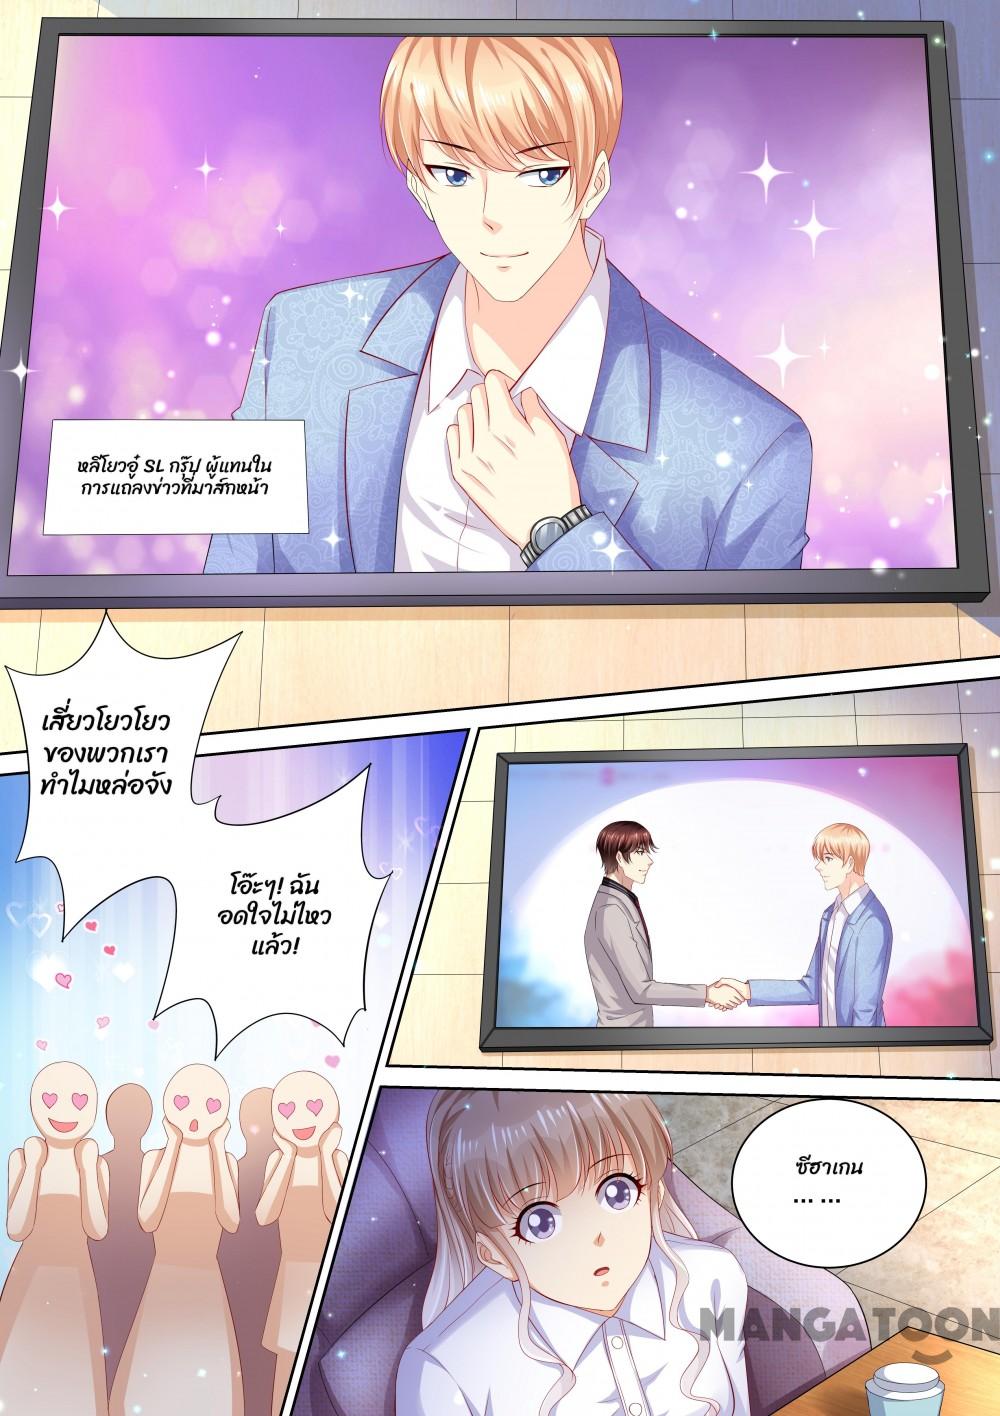 หลีโยวอู๋ SL กรุ๊ป ผู้แทนใน
การแถลงข่าวที่มาส์กหน้า
เสี่ยวโยวโยว
ของพวกเรา
ทำไมหล่อจัง
โอ๊ะๆ! ฉัน
อดใจไม่ไหว
แล้ว!
ซีฮาเกน
... ...
MANGATOON